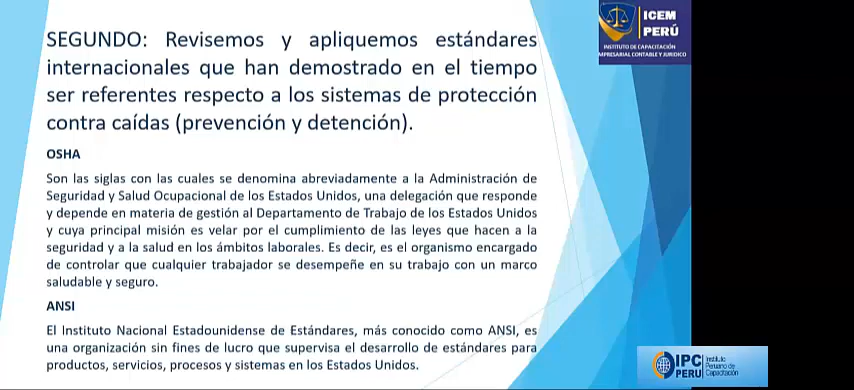 SEGUNDO: Revisemos y apliquemos estándares
internacionales que han demostrado en el tiempo
ser referentes respecto a los sistemas de protección
contra caídas (prevención y detención).
OSHA
Son las siglas con las cuales se denomina abreviadamente a la Administración de
Seguridad y Salud Ocupacional de los Estados Unidos, una delegación que responde
y depende en materia de gestión al Departamento de Trabajo de los Estados Unidos
y cuya principal misión es velar por el cumplimiento de las leyes que hacen a la
seguridad y a la salud en los ámbitos laborales. Es decir, es el organismo encargado
de controlar que cualquier trabajador se desempeñe en su trabajo con un marco
saludable y seguro.
ANSI
El Instituto Nacional Estadounidense de Estándares, más conocido como ANSI, es
una organización sin fines de lucro que supervisa el desarrollo de estándares para
productos, servicios, procesos y sistemas en los Estados Unidos.
ICEM
PERÚ
INSTITUTO DE CAPACITACIÓN
MPRESARIAL CONTABLE Y JURIDICO
IPC
PERU
Instituto
Peruano de
Capacitación